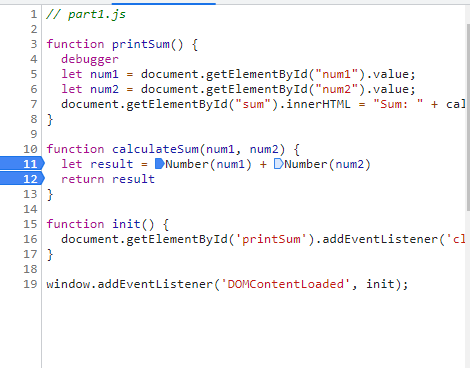 1 // part1.js
2
3 function printSum() {
4   debugger
5   let num1 = document.getElementById("num1").value;
6   let num2 = document.getElementById("num2").value;
7   document.getElementById("sum").innerHTML = "Sum: " + cal
8 }
9
10 function calculateSum(num1, num2) {
11   let result = Number(num1) + Number(num2)
12   return result
13 }
14
15 function init() {
16   document.getElementById('printSum').addEventListener('cl
17 }
18
19 window.addEventListener('DOMContentLoaded', init);